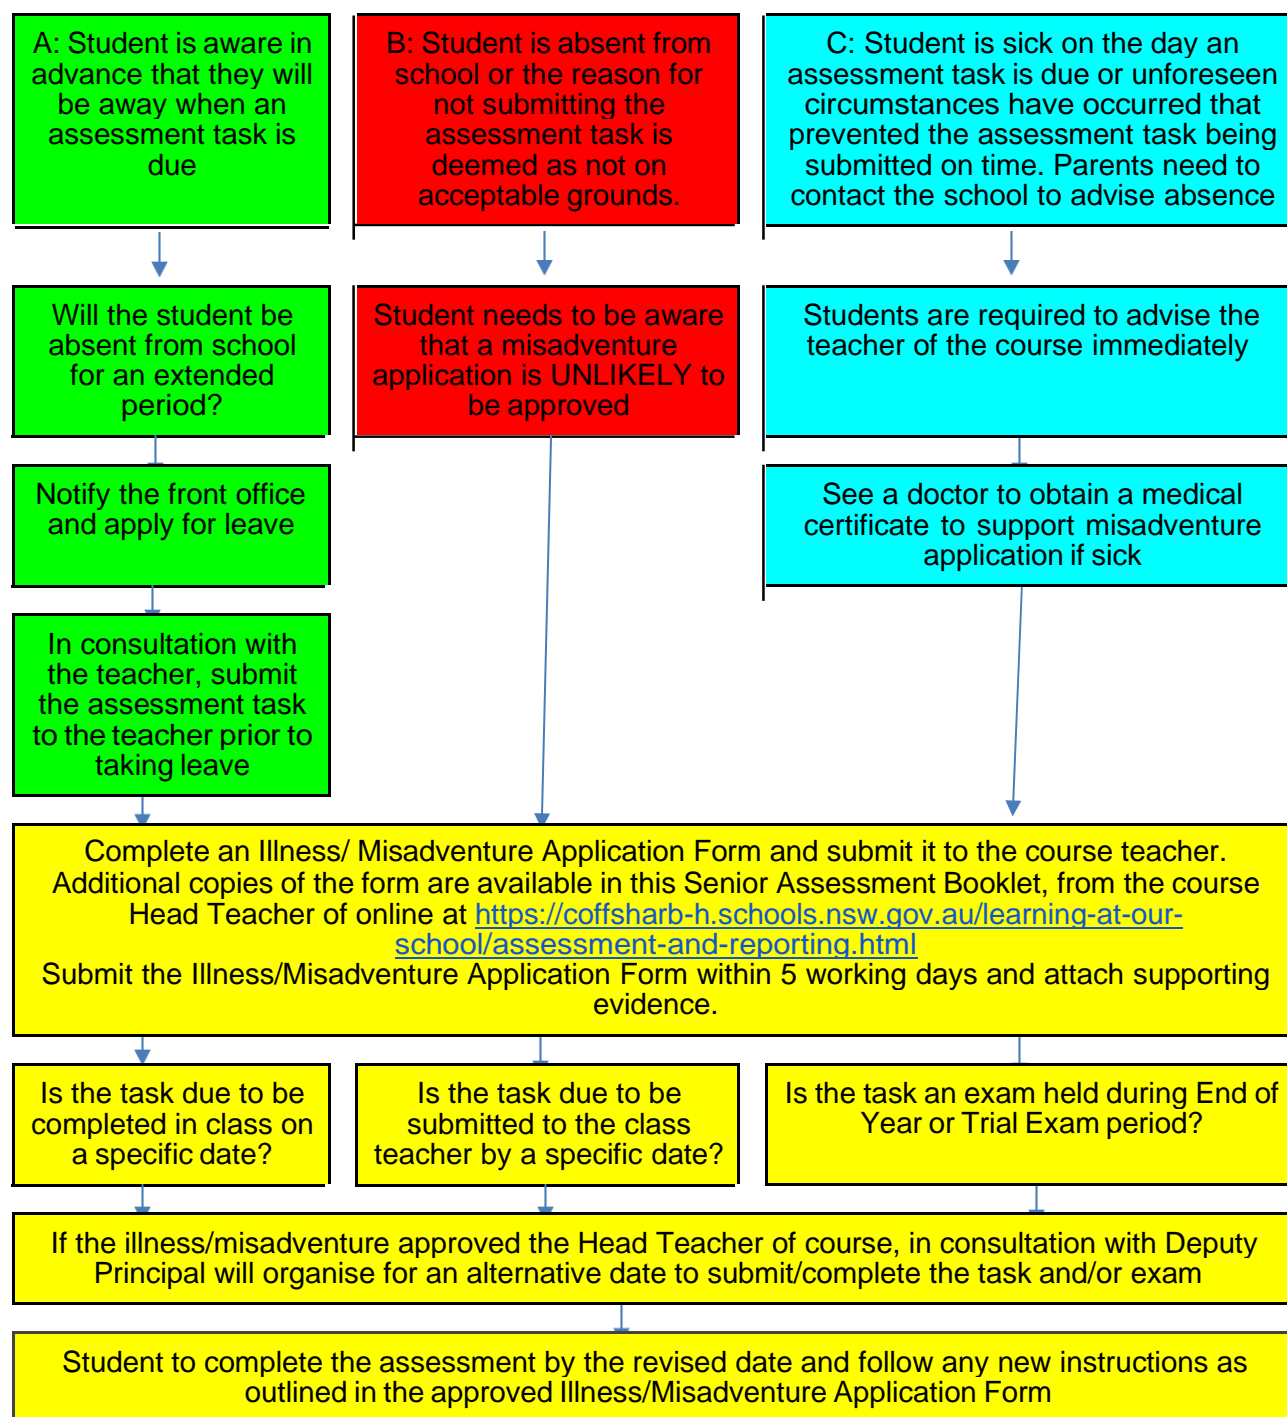 A: Student is aware in
advance that they will
be away when an
assessment task is
due
B: Student is absent from
school or the reason for
not submitting the
assessment task is
deemed as not on
acceptable grounds.
C: Student is sick on the day an
assessment task is due or unforeseen
circumstances have occurred that
prevented the assessment task being
submitted on time. Parents need to
contact the school to advise absence
Will the student be
absent from school
for an extended
period?
Student needs to be aware
that a misadventure
application is UNLIKELY to
be approved
Students are required to advise the
teacher of the course immediately
Notify the front office
and apply for leave
See a doctor to obtain a medical
certificate to support misadventure
application if sick
In consultation with
the teacher, submit
the assessment task
to the teacher prior to
taking leave
Complete an Illness/ Misadventure Application Form and submit it to the course teacher.
Additional copies of the form are available in this Senior Assessment Booklet, from the course
Head Teacher of online at https://coffsharb-h.schools.nsw.gov.au/learning-at-our-
school/assessment-and-reporting.html
Submit the Illness/Misadventure Application Form within 5 working days and attach supporting
evidence.
Is the task due to be
completed in class on
a specific date?
Is the task due to be
submitted to the class
teacher by a specific date?
Is the task an exam held during End of
Year or Trial Exam period?
If the illness/misadventure approved the Head Teacher of course, in consultation with Deputy
Principal will organise for an alternative date to submit/complete the task and/or exam
Student to complete the assessment by the revised date and follow any new instructions as
outlined in the approved Illness/Misadventure Application Form